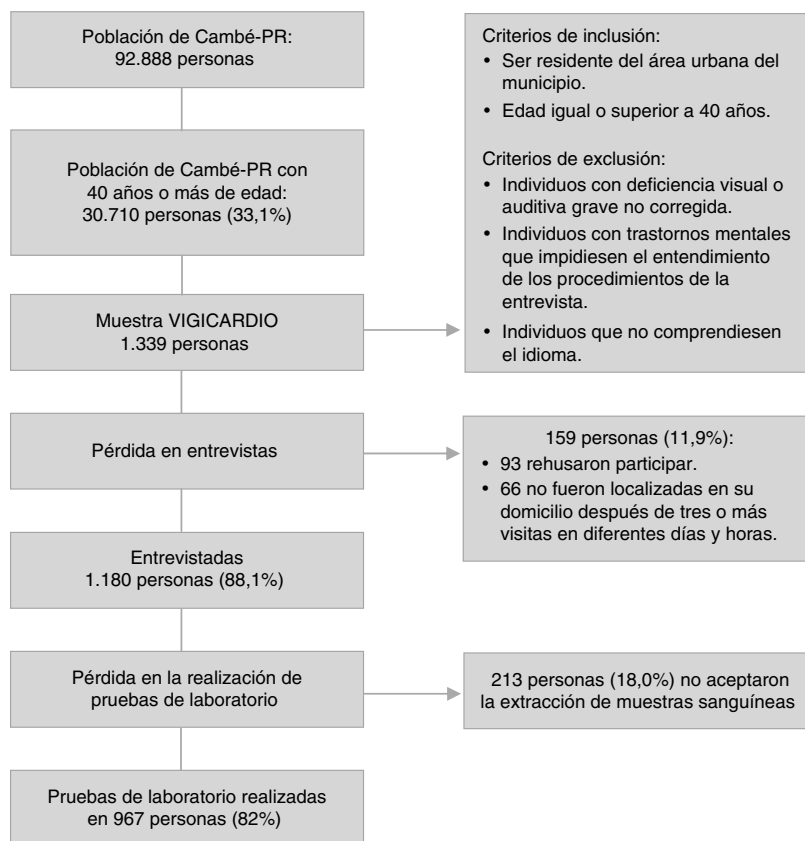 Población de Cambé-PR:
92.888 personas
Población de Cambé-PR con
40 años o más de edad:
30.710 personas (33,1%)
Muestra VIGICARDIO
1.339 personas
Criterios de inclusión:
• Ser residente del área urbana del
municipio.
• Edad igual o superior a 40 años.
Criterios de exclusión:
• Individuos con deficiencia visual o
auditiva grave no corregida.
• Individuos con trastornos mentales
que impidiesen el entendimiento
de los procedimientos de la
entrevista.
• Individuos que no comprendiesen
el idioma.
Pérdida en entrevistas
159 personas (11,9%):
• 93 rehusaron participar.
• 66 no fueron localizadas en su
domicilio después de tres o más
visitas en diferentes días y horas.
Entrevistadas
1.180 personas (88,1%)
Pérdida en la realización de
pruebas de laboratorio
213 personas (18,0%) no aceptaron
la extracción de muestras sanguíneas
Pruebas de laboratorio realizadas
en 967 personas (82%)